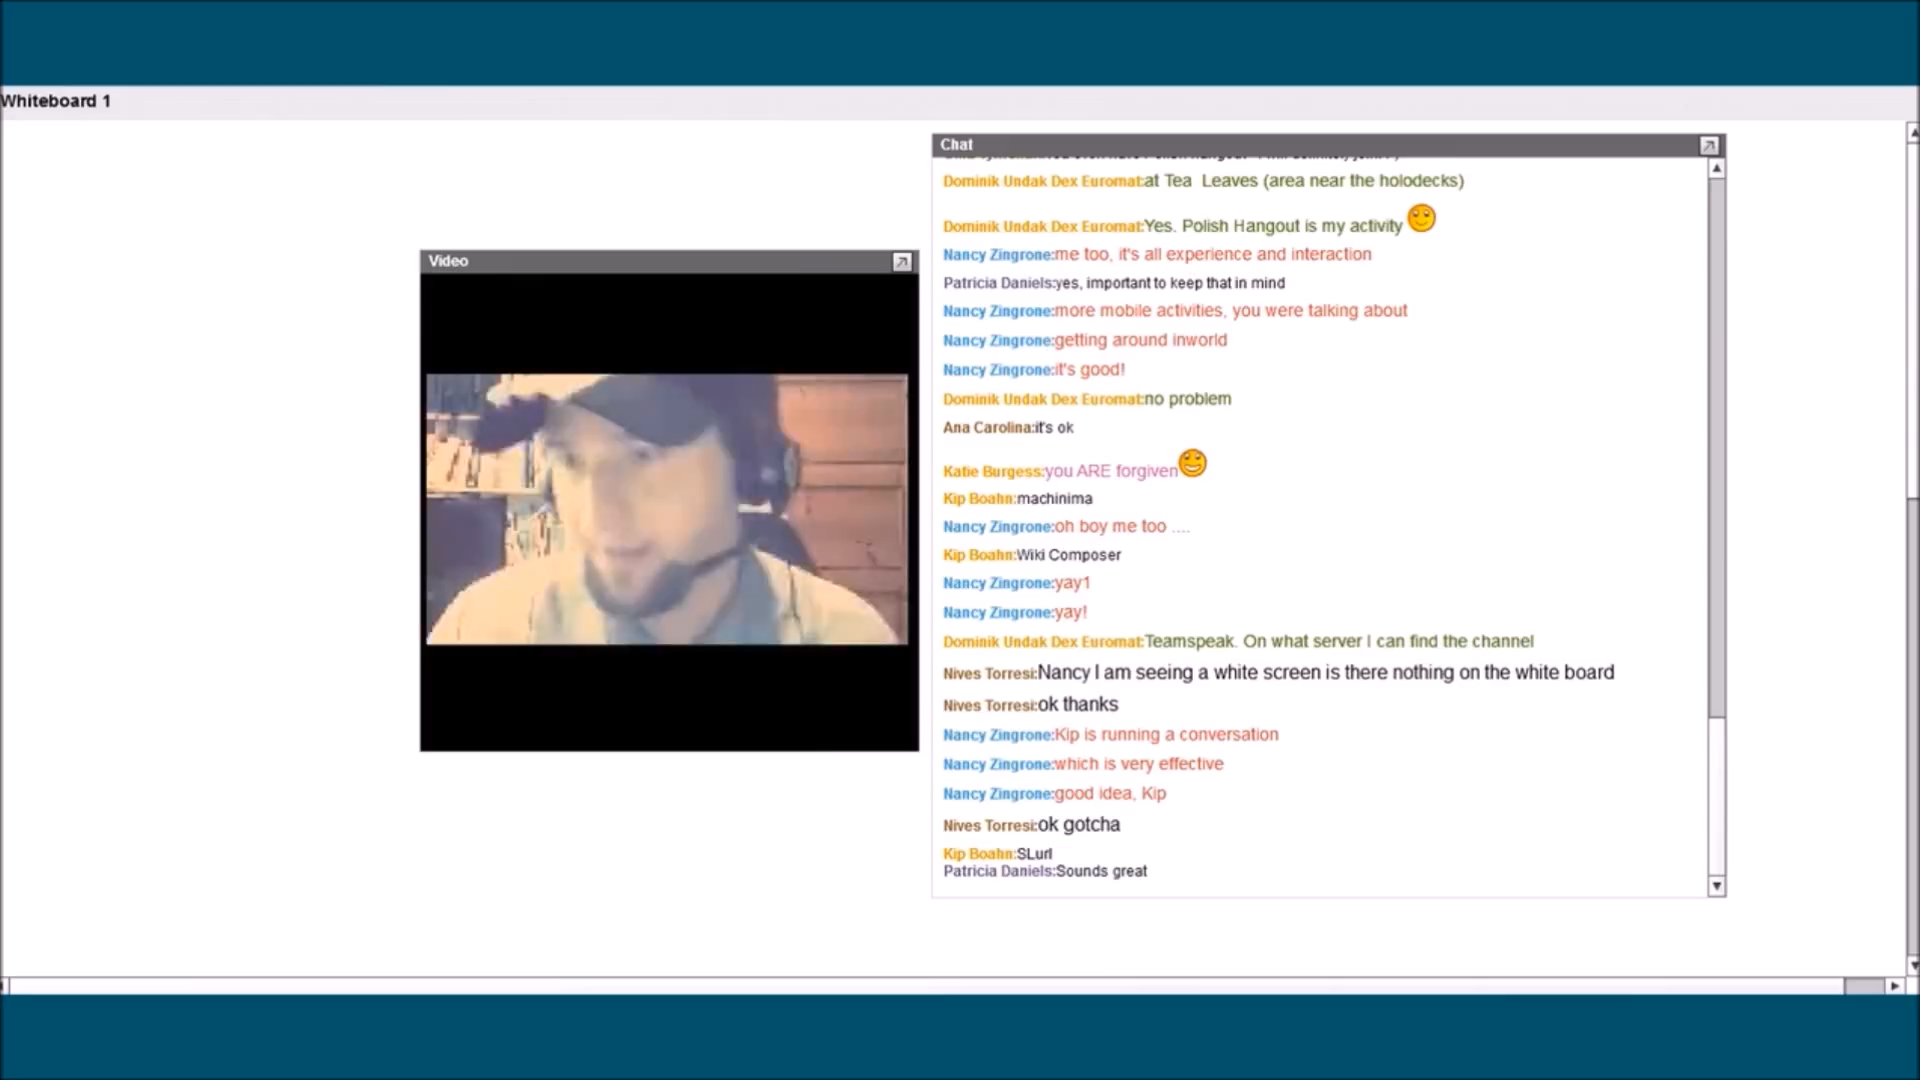 Whiteboard 1
Chat
Dominik Undak Dex Euromat:at Tea  Leaves (area near the holodecks)
Dominik Undak Dex Euromat:Yes. Polish Hangout is my activity
Video
Nancy Zingrone:me too, it's all experience and interaction
Patricia Daniels:yes, important to keep that in mind
Nancy Zingrone:more mobile activities, you were talking about
Nancy Zingrone:getting around inworld
Nancy Zingrone:it's good!
Dominik Undak Dex Euromat:no problem
Ana Carolina:it's ok
Katie Burgess:you ARE forgiven
Kip Boahn:machinima
Nancy Zingrone:oh boy me too ....
Kip Boahn:Wiki Composer
Nancy Zingrone:yay1
Nancy Zingrone:yay!
Dominik Undak Dex Euromat:Teamspeak. On what server I can find the channel
Nives Torresi:Nancy I am seeing a white screen is there nothing on the white board
Nives Torresi:ok thanks
Nancy Zingrone:Kip is running a conversation
Nancy Zingrone:which is very effective
Nancy Zingrone:good idea, Kip
Nives Torresi:ok gotcha
Kip Boahn:SLurl
Patricia Daniels:Sounds great